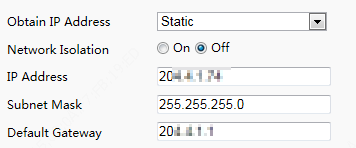 Obtain IP Address Static
Network Isolation On Off
IP Address
Subnet Mask 255.255.255.0
Default Gateway